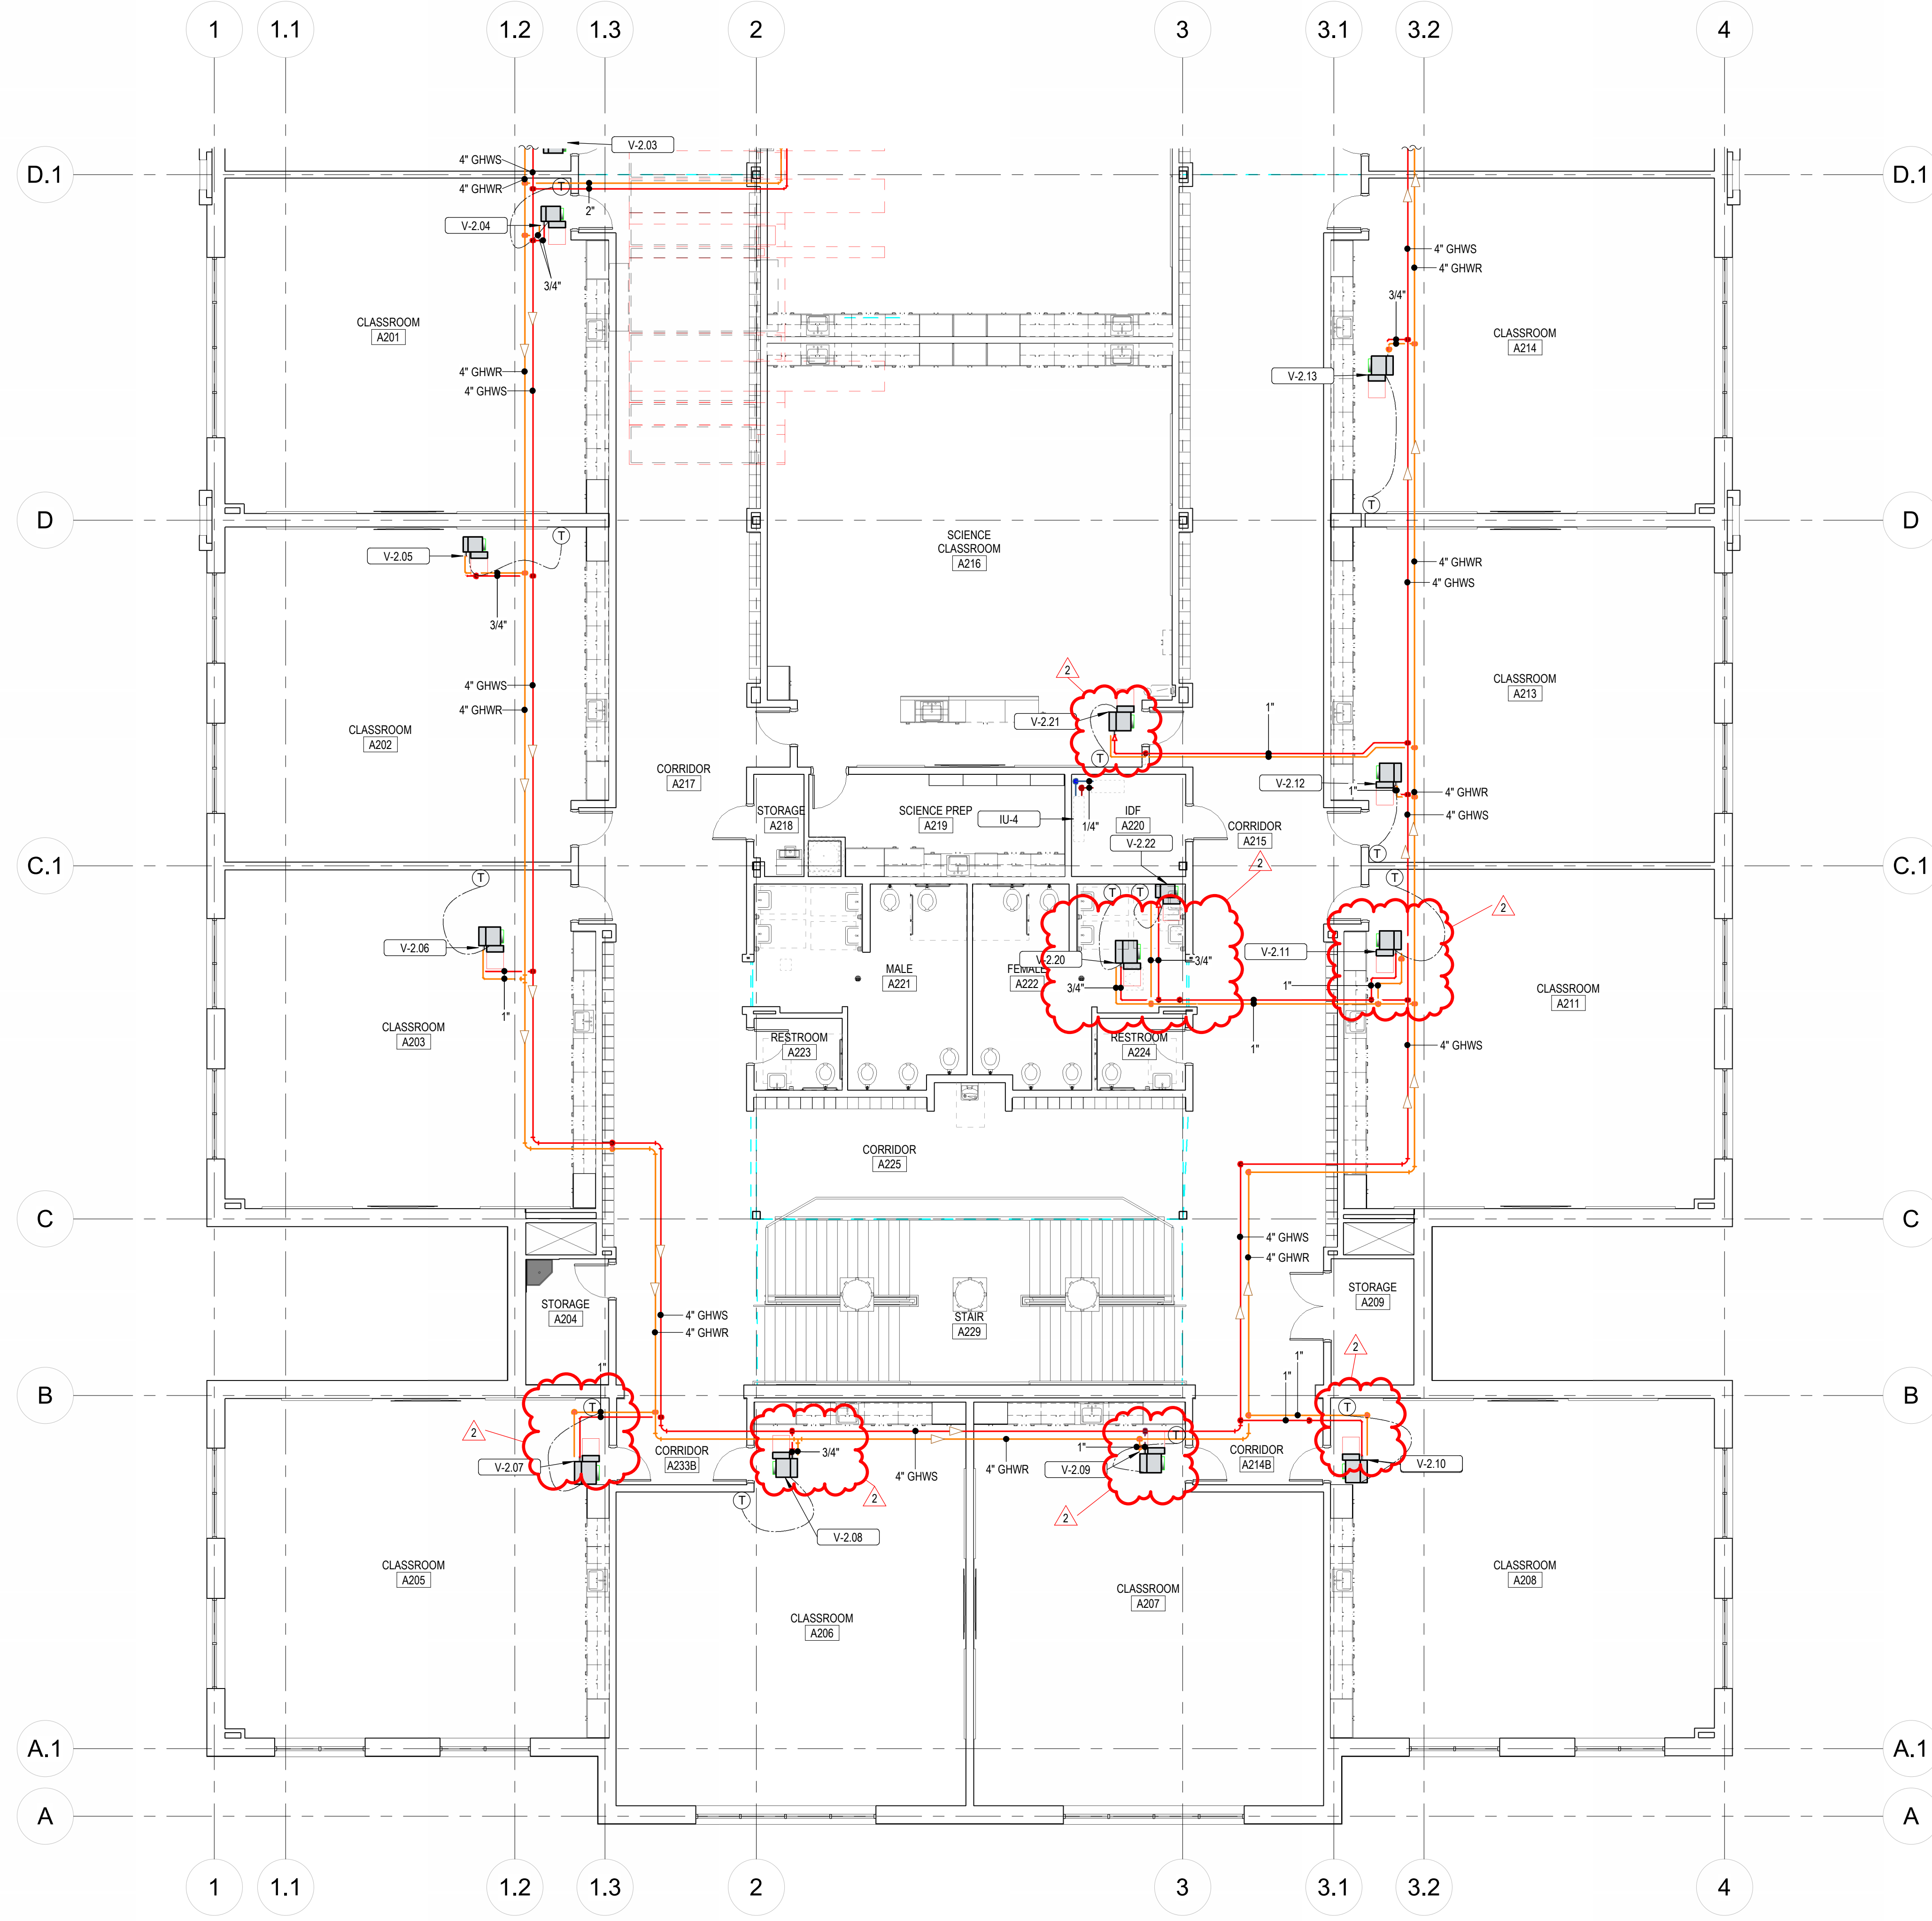 1
1.1
1.2
1.3
2
3
3.1
3.2
4
D.1
D.1
V-2.03
4" GHWS
4" GHWR
T
2"
V-2.04
3/4"
4" GHWS
4" GHWR
3/4"
CLASSROOM
A201
CLASSROOM
A214
4" GHWR
4" GHWS
V-2.13
T
D
D
SCIENCE
CLASSROOM
A216
T
V-2.05
3/4"
4" GHWR
4" GHWS
4" GHWS
4" GHWR
CLASSROOM
A202
CLASSROOM
A213
2
V-2.21
T
1"
CORRIDOR
A217
STORAGE
A218
SCIENCE PREP
A219
IU-4
1/4"
IDF
A220
V-2.12
1"
4" GHWR
4" GHWS
CORRIDOR
A215
V-2.22
T
C.1
C.1
2
T
T
T
T
2
V-2.06
1"
MALE
A221
FEMALE
A222
V-2.20
3/4"
3/4"
V-2.11
1"
1"
CLASSROOM
A203
CLASSROOM
A211
RESTROOM
A223
RESTROOM
A224
4" GHWS
CORRIDOR
A225
C
C
4" GHWS
4" GHWR
STORAGE
A204
STORAGE
A209
STAIR
A229
4" GHWS
4" GHWR
2
1"
1"
1"
B
B
T
T
2
V-2.07
CORRIDOR
A233B
3/4"
4" GHWS
4" GHWR
1"
T
V-2.09
CORRIDOR
A214B
V-2.10
T
2
2
V-2.08
CLASSROOM
A205
CLASSROOM
A206
CLASSROOM
A207
CLASSROOM
A208
A.1
A.1
A
A
1
1.1
1.2
1.3
2
3
3.1
3.2
4